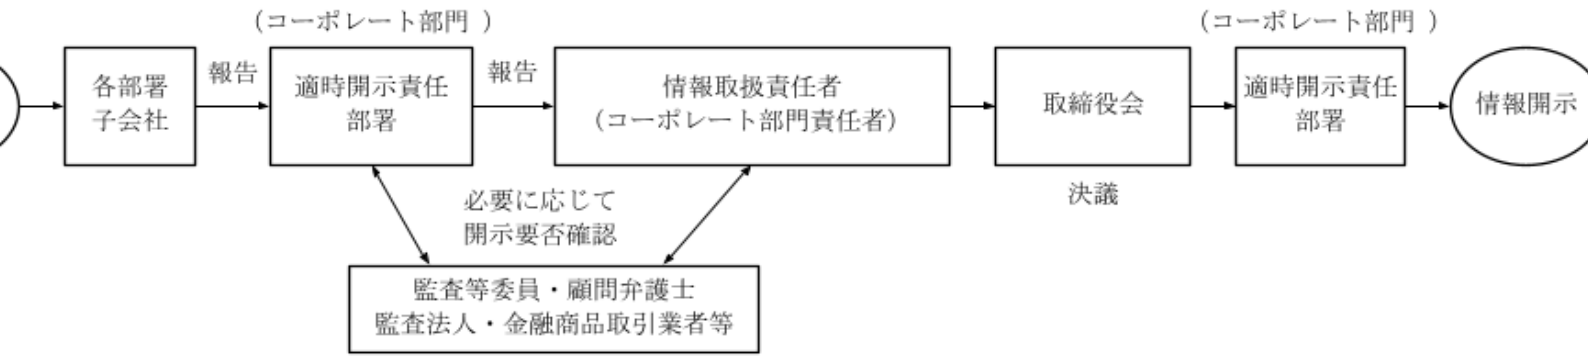 (コーポレート部門 )
(コーポレート部門 )
各部署
子会社
報告
適時開示責任
部署
報告
情報取扱責任者
(コーポレート部門責任者)
取締役会
適時開示責任
部署
情報開示
決議
必要に応じて
開示要否確認
監査等委員・顧問弁護士
監査法人・金融商品取引業者等